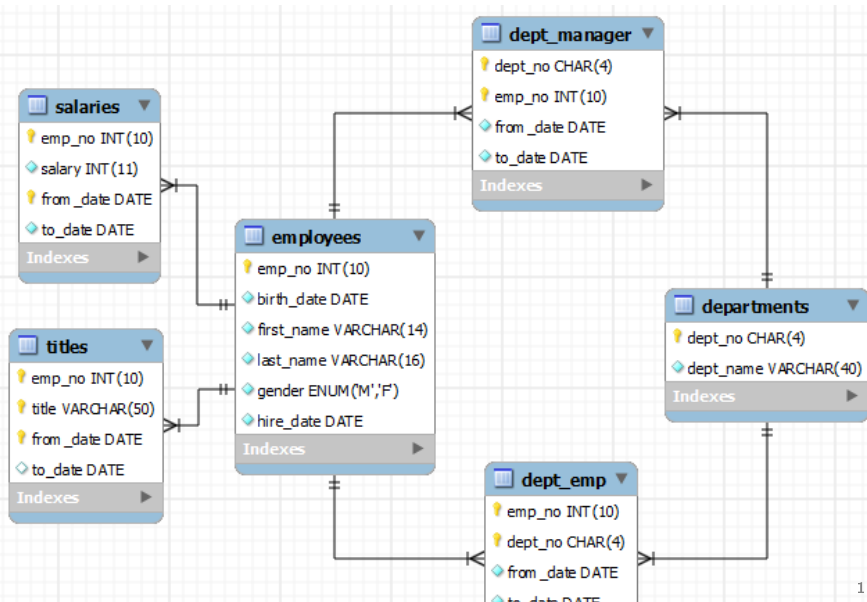 dept_manager
dept_no CHAR(4)
emp_no INT(10)
from_date DATE
to_date DATE
Indexes
salaries
emp_no INT(10)
salary INT(11)
from_date DATE
to_date DATE
Indexes
employees
emp_no INT(10)
birth_date DATE
first_name VARCHAR(14)
last_name VARCHAR(16)
gender ENUM('M','F')
hire_date DATE
Indexes
departments
dept_no CHAR(4)
dept_name VARCHAR(40)
Indexes
titles
emp_no INT(10)
title VARCHAR(50)
from_date DATE
to_date DATE
Indexes
dept_emp
emp_no INT(10)
dept_no CHAR(4)
from_date DATE
to_date DATE
1